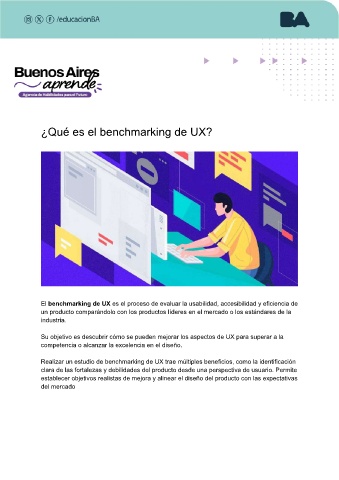 /educacionBA
BA
Buenos Aires
aprende
Agencia de Habilidades para el Futuro
¿Qué es el benchmarking de UX?
El benchmarking de UX es el proceso de evaluar la usabilidad, accesibilidad y eficiencia de
un producto comparándolo con los productos líderes en el mercado o los estándares de la
industria.
Su objetivo es descubrir cómo se pueden mejorar los aspectos de UX para superar a la
competencia o alcanzar la excelencia en el diseño.
Realizar un estudio de benchmarking de UX trae múltiples beneficios, como la identificación
clara de las fortalezas y debilidades del producto desde una perspectiva de usuario. Permite
establecer objetivos realistas de mejora y alinear el diseño del producto con las expectativas
del mercado